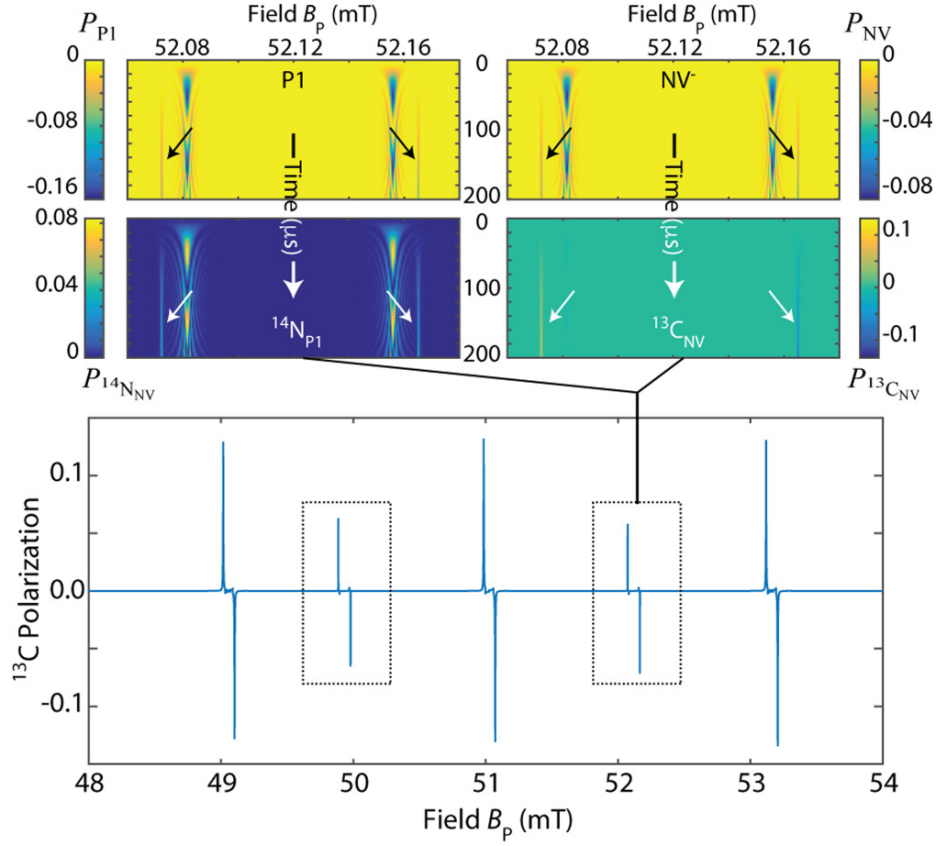 P_P1 Field B_P (mT) Field B_P (mT) P_NV
52.08 52.12 52.16 52.08 52.12 52.16
0 P1 0 NV⁻ 0
-0.08 100 -0.04
-0.16 200 -0.08
Time (μs) Time (μs)
0.08 0 0.1
0.04 100 0
0 ¹⁴N_P1 200 ¹³C_NV -0.1
P_¹⁴N_NV P_¹³C_NV
0.1
0.0
-0.1
¹³C Polarization
48 49 50 51 52 53 54
Field B_P (mT)